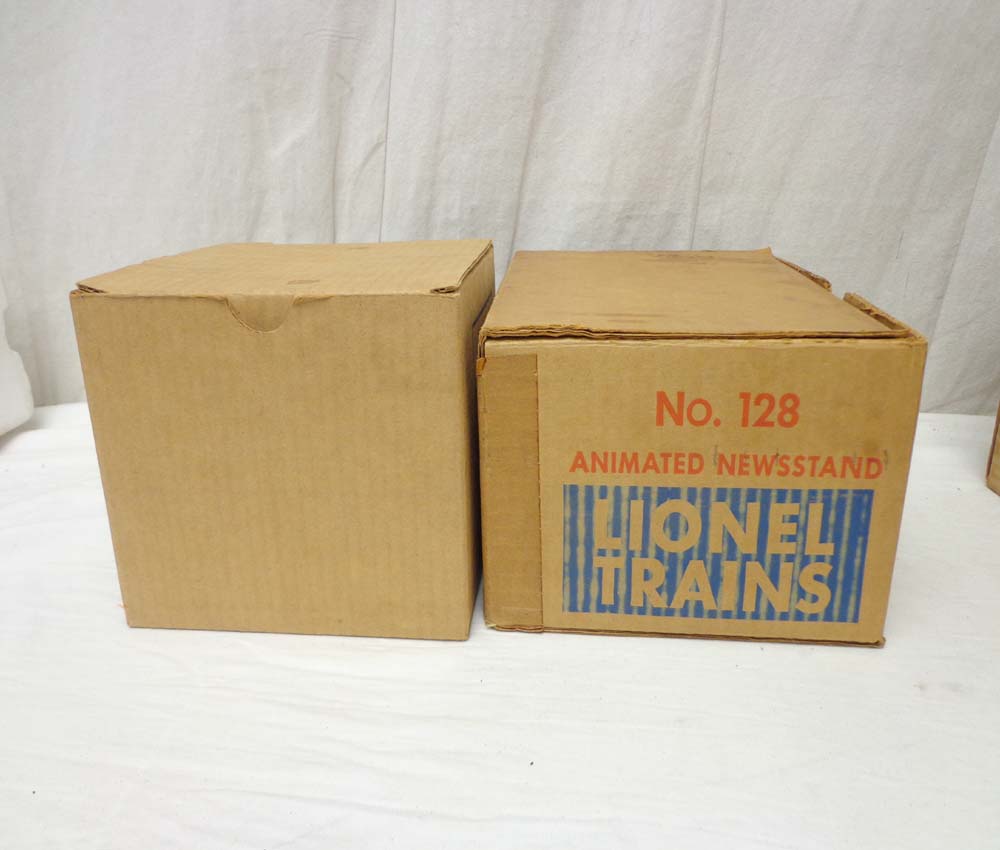 No. 128
ANIMATED NEWSSTAND
LIONEL
TRAINS